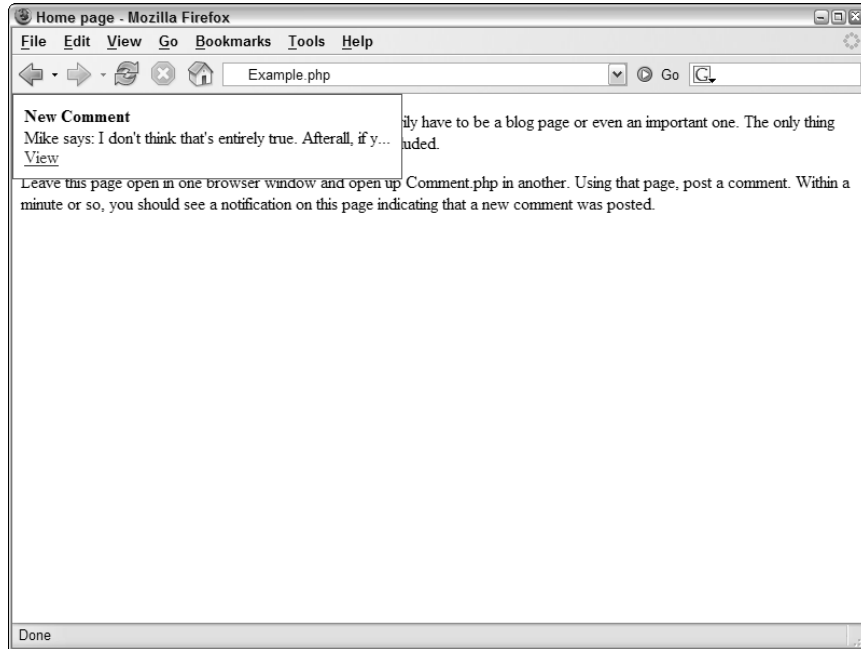 Home page - Mozilla Firefox
File Edit View Go Bookmarks Tools Help
Example.php Go G
New Comment
Mike says: I don't think that's entirely true. Afterall, if y...
View
have to be a blog page or even an important one. The only thing
Leave this page open in one browser window and open up Comment.php in another. Using that page, post a comment. Within a
minute or so, you should see a notification on this page indicating that a new comment was posted.
Done